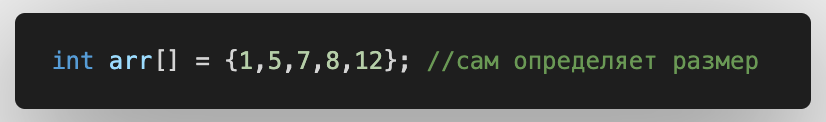 int arr[] = {1,5,7,8,12}; //сам определяет размер